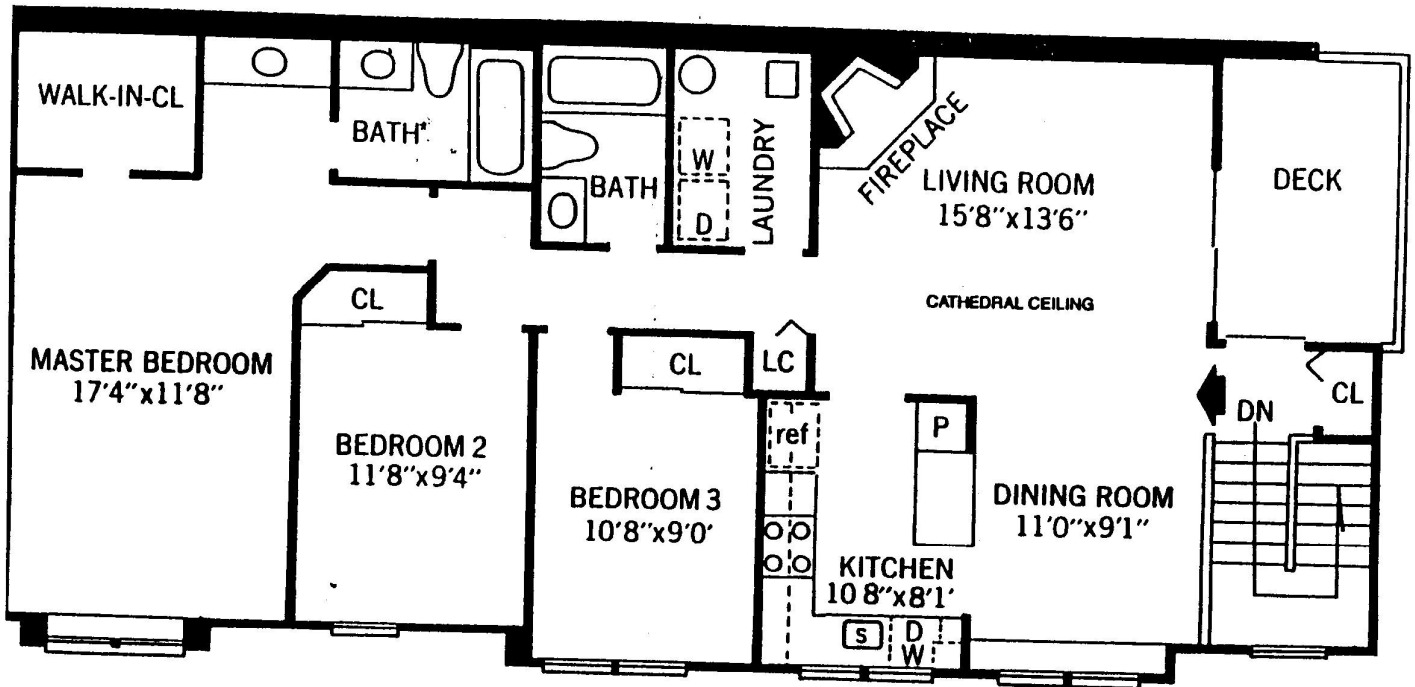 WALK-IN-CL
BATH*
BATH
W
D
LAUNDRY
FIREPLACE
LIVING ROOM
15'8"x13'6"
CATHEDRAL CEILING
DECK
CL
MASTER BEDROOM
17'4"x11'8"
BEDROOM 2
11'8"x9'4"
CL
BEDROOM 3
10'8"x9'0'
LC
ref
P
KITCHEN
10 8"x8'1'
S
D
W
DINING ROOM
11'0"x9'1"
DN
CL